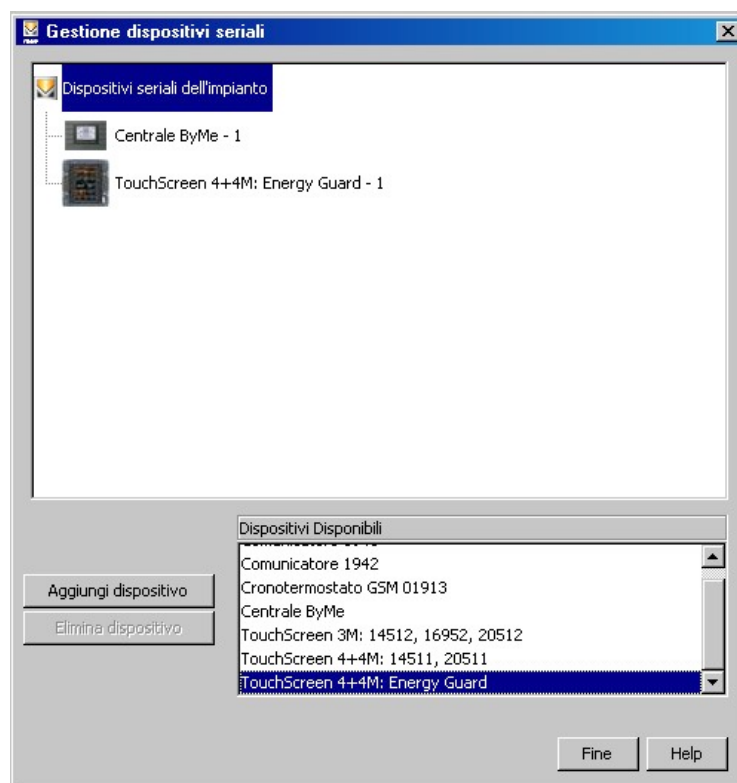 Gestione dispositivi seriali
Dispositivi seriali dell'impianto
Centrale ByMe - 1
TouchScreen 4+4M: Energy Guard - 1
Dispositivi Disponibili
Comunicatore 1942
Cronotermostato GSM 01913
Centrale ByMe
TouchScreen 3M: 14512, 16952, 20512
TouchScreen 4+4M: 14511, 20511
TouchScreen 4+4M: Energy Guard
Aggiungi dispositivo
Elimina dispositivo
Fine
Help